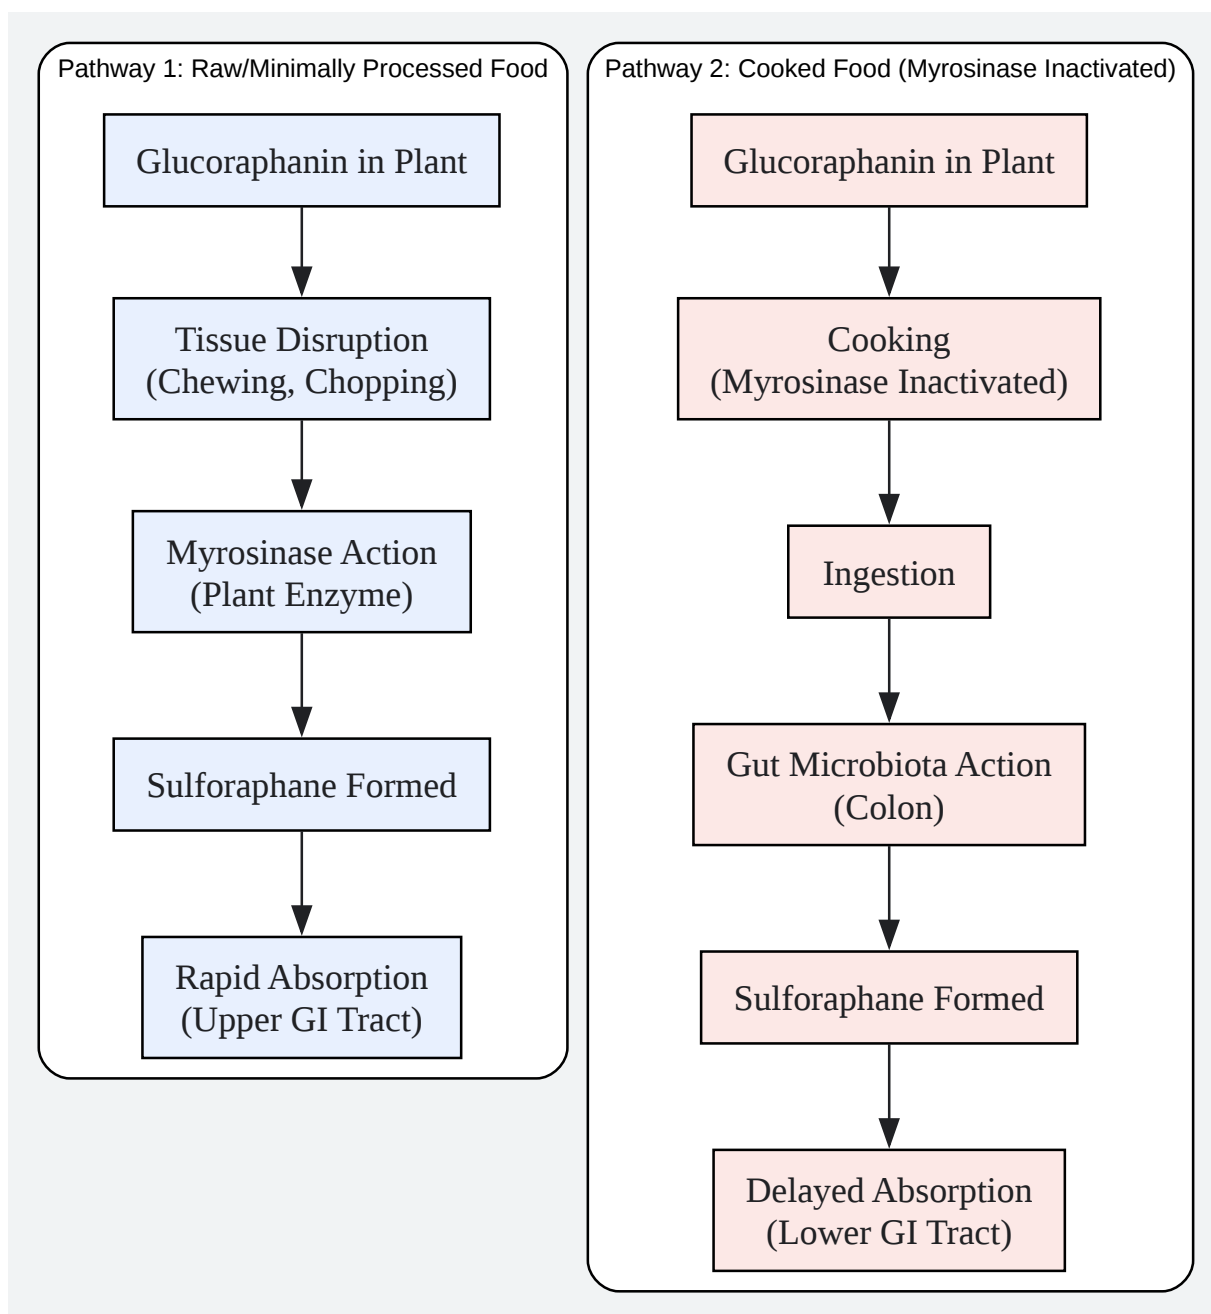 Pathway 1: Raw/Minimally Processed Food
Glucoraphanin in Plant
Tissue Disruption
(Chewing, Chopping)
Myrosinase Action
(Plant Enzyme)
Sulforaphane Formed
Rapid Absorption
(Upper GI Tract)
Pathway 2: Cooked Food (Myrosinase Inactivated)
Glucoraphanin in Plant
Cooking
(Myrosinase Inactivated)
Ingestion
Gut Microbiota Action
(Colon)
Sulforaphane Formed
Delayed Absorption
(Lower GI Tract)